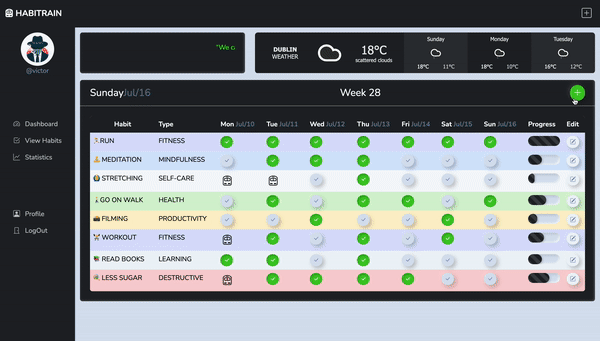 HABITRAIN
@victor
Dashboard
View Habits
Statistics
Profile
LogOut
"We c
DUBLIN
WEATHER
18°C
scattered clouds
Sunday
18°C 11°C
Monday
18°C 10°C
Tuesday
16°C 12°C
Sunday Jul/16
Week 28
+
Habit Type Mon Jul/10 Tue Jul/11 Wed Jul/12 Thu Jul/13 Fri Jul/14 Sat Jul/15 Sun Jul/16 Progress Edit
RUN FITNESS
MEDITATION MINDFULNESS
STRETCHING SELF-CARE
GO ON WALK HEALTH
FILMING PRODUCTIVITY
WORKOUT FITNESS
READ BOOKS LEARNING
LESS SUGAR DESTRUCTIVE